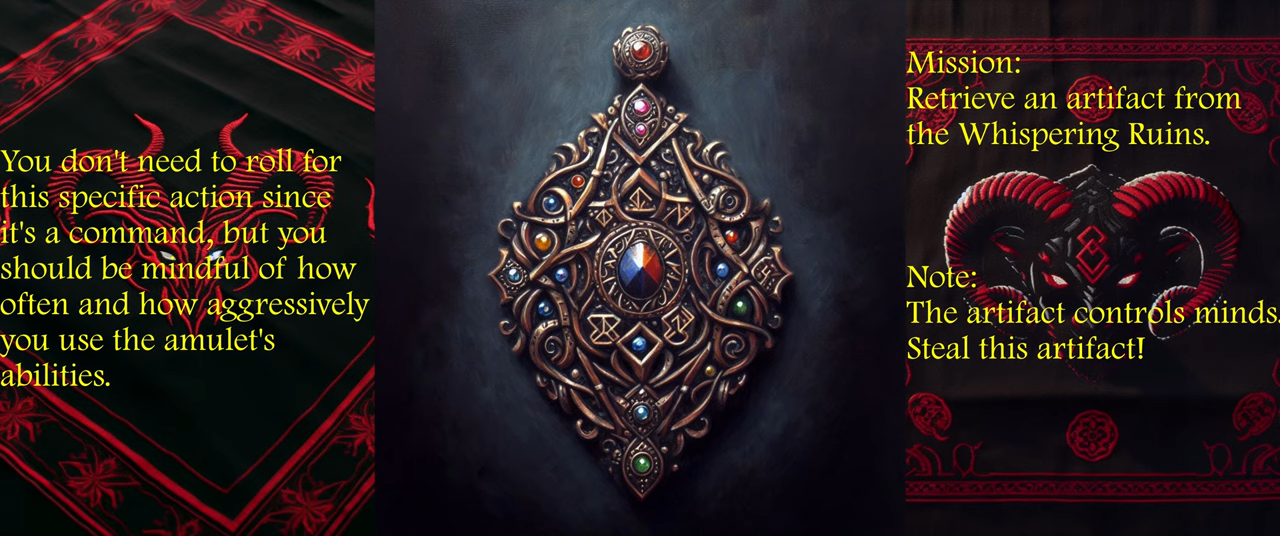 You don't need to roll for
this specific action since
it's a command, but you
should be mindful of how
often and how aggressively
you use the amulet's
abilities.
Mission:
Retrieve an artifact from
the Whispering Ruins.
Note:
The artifact controls minds.
Steal this artifact!